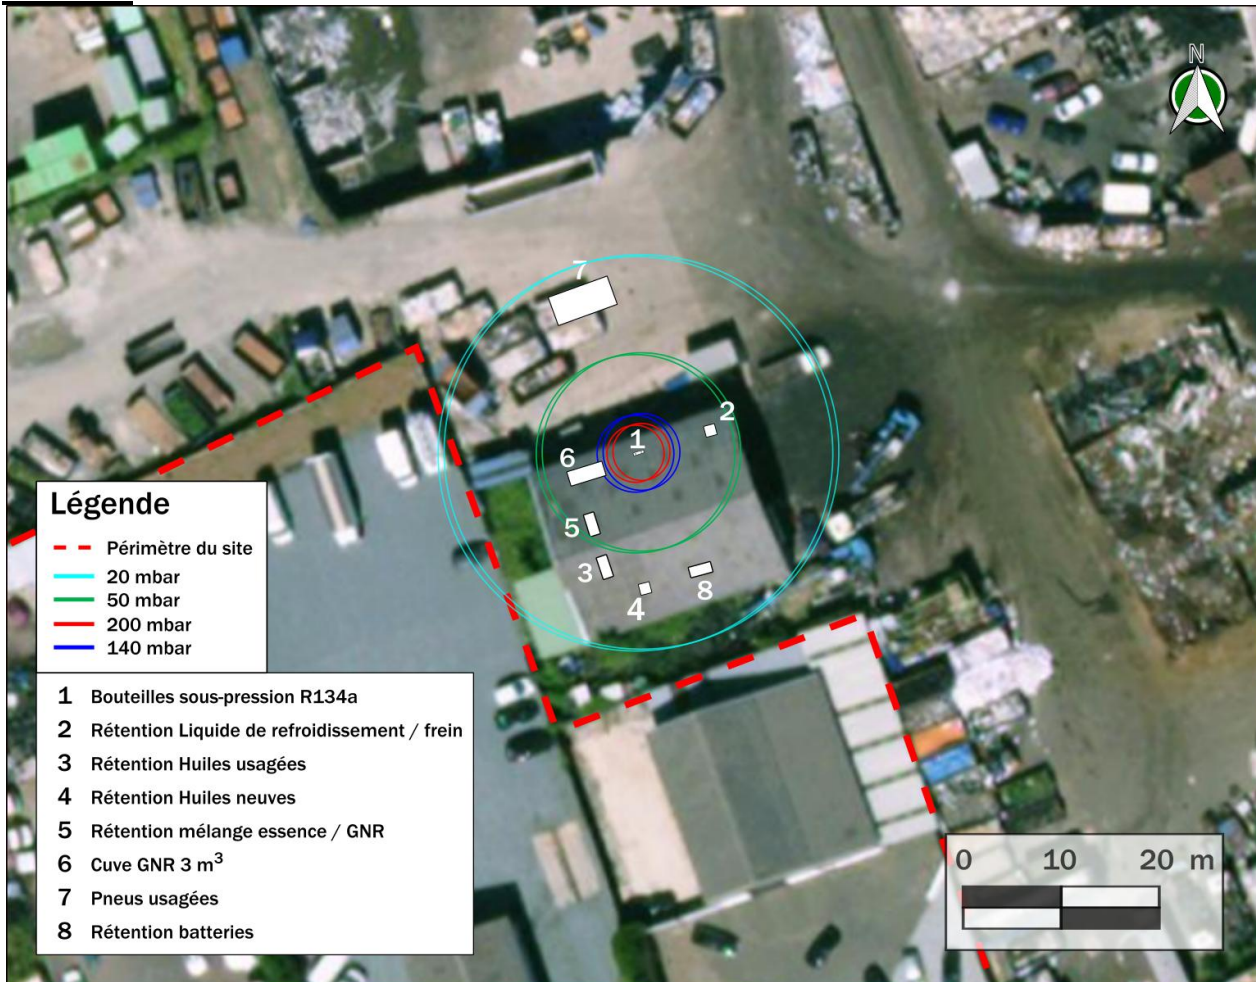 N
7
1
2
6
5
3
4
8
Légende
Périmètre du site
20 mbar
50 mbar
200 mbar
140 mbar
1 Bouteilles sous-pression R134a
2 Rétention Liquide de refroidissement / frein
3 Rétention Huiles usagées
4 Rétention Huiles neuves
5 Rétention mélange essence / GNR
6 Cuve GNR 3 m³
7 Pneus usagées
8 Rétention batteries
0 10 20 m